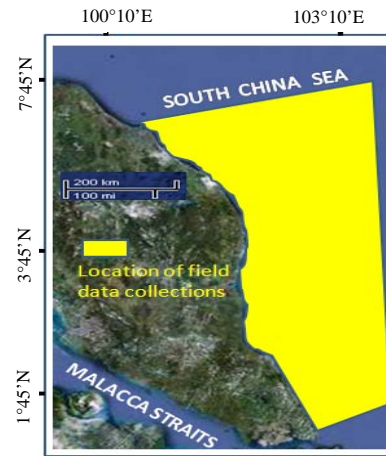 100°10'E
103°10'E
7°45'N
SOUTH CHINA SEA
200 km
100 mi
3°45'N
Location of field
data collections
1°45'N
MALACCA STRAITS